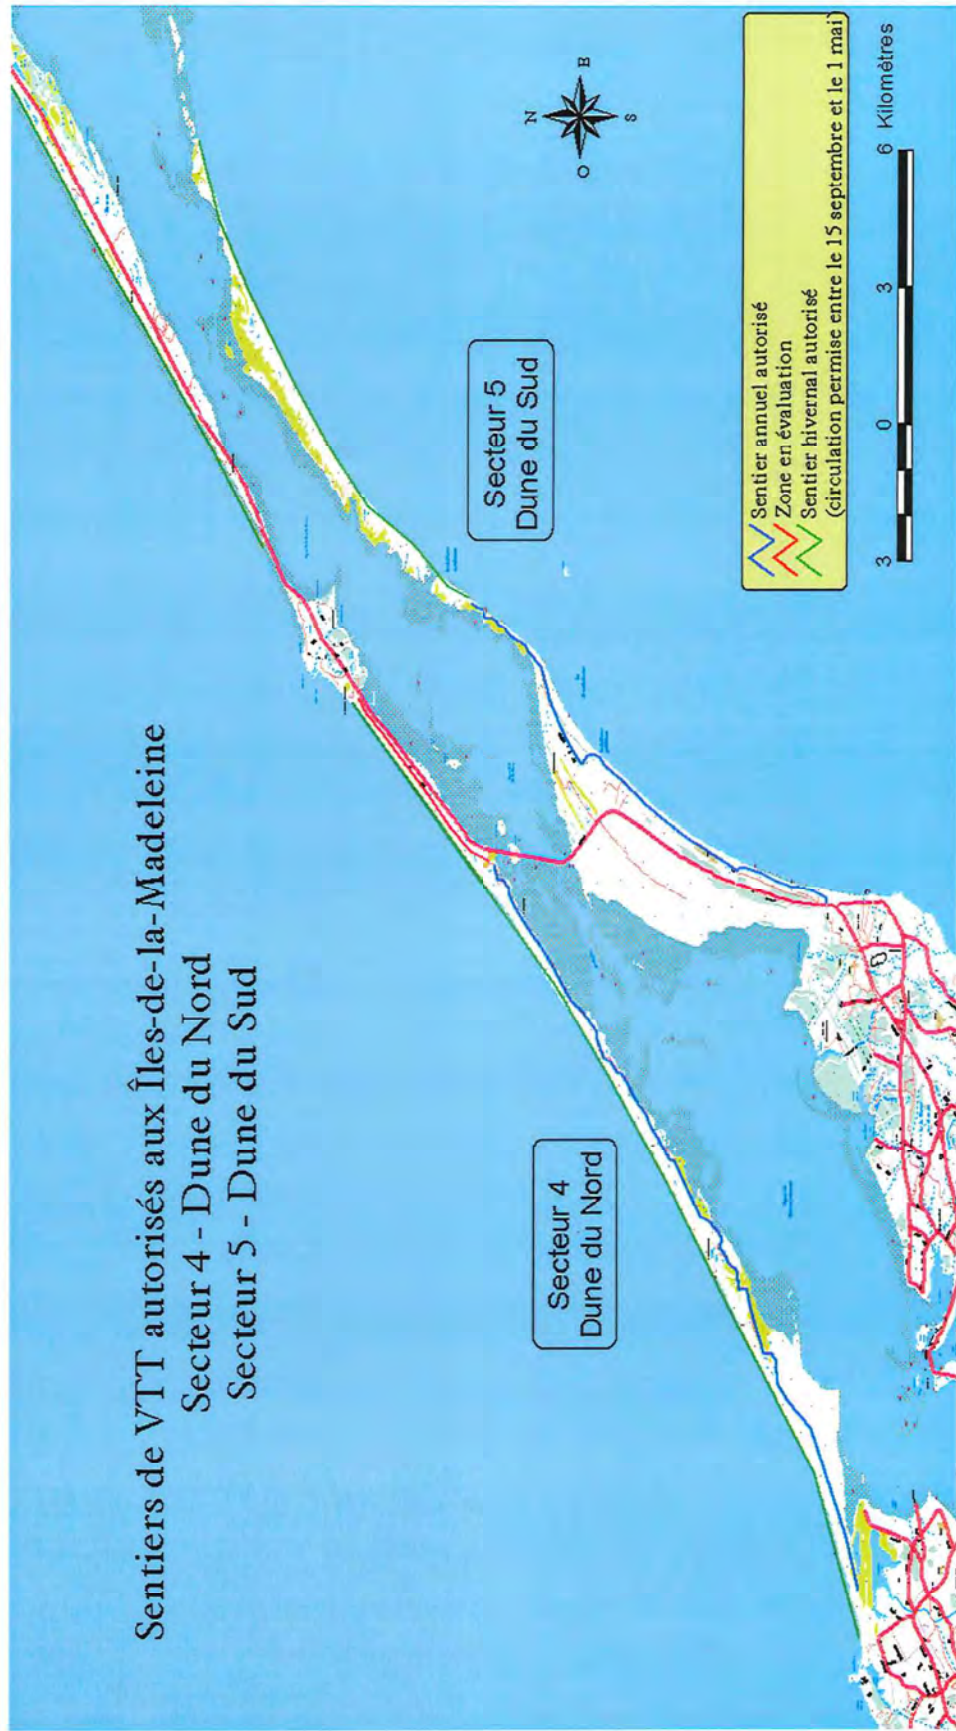 Sentiers de VTT autorisés aux Îles-de-la-Madeleine
Secteur 4 - Dune du Nord
Secteur 5 - Dune du Sud
Secteur 4
Dune du Nord
Secteur 5
Dune du Sud
N
O
E
S
Sentier annuel autorisé
Zone en évaluation
Sentier hivernal autorisé
(circulation permise entre le 15 septembre et le 1 mai)
3 0 3 6 Kilomètres